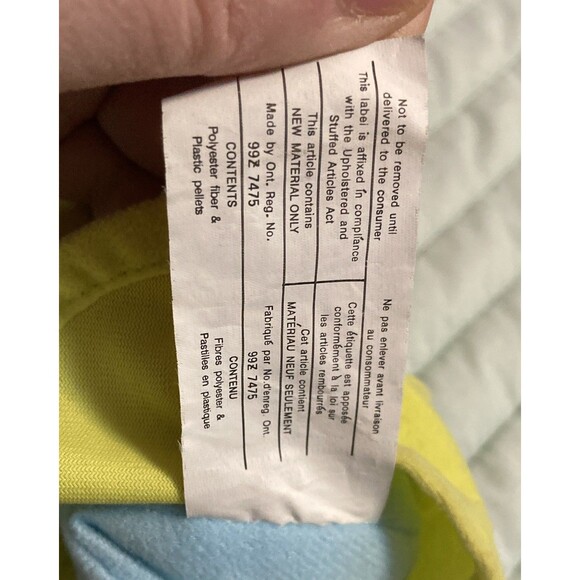 Not to be removed until
delivered to the consumer
This label is affixed in compliance
with the Upholstered and
Stuffed Articles Act
This article contains
NEW MATERIAL ONLY
Made by Ont. Reg. No.
99Z 7475
CONTENTS
Polyester fiber &
Plastic pellets
Ne pas enlever avant livraison
au consommateur
Cette étiquette est apposée
conformément à la loi sur
les articles rembourrés
Cet article contient
MATÉRIAU NEUF SEULEMENT
Fabriqué par No d'enreg. Ont.
99Z 7475
CONTENU
Fibres polyester &
Pastilles en plastique